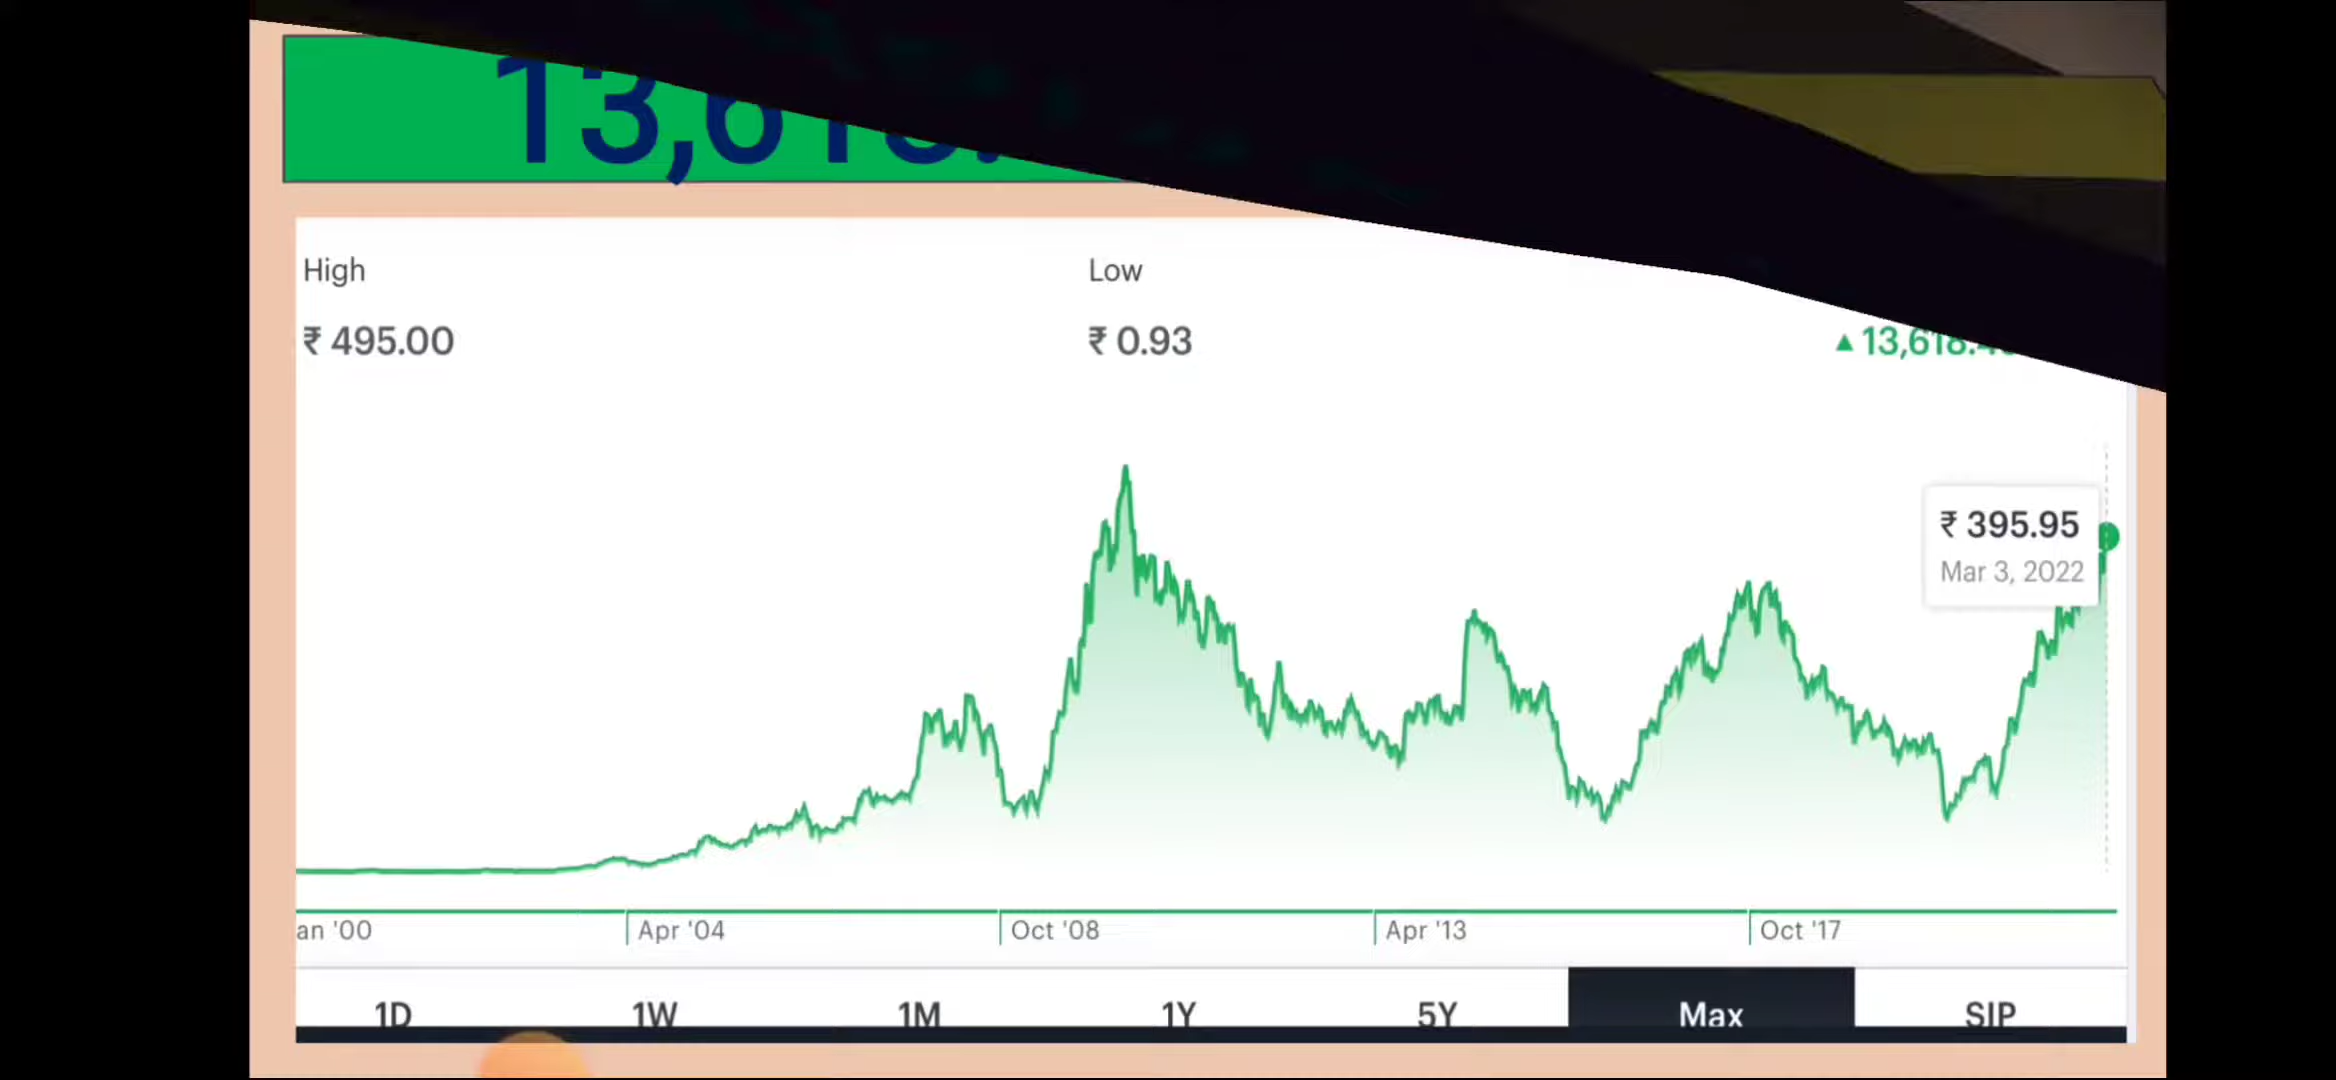 High
Low
₹ 495.00
₹ 0.93
₹ 395.95
Mar 3, 2022
an '00
Apr '04
Oct '08
Apr '13
Oct '17
1D
1W
1M
1Y
5Y
Max
SIP